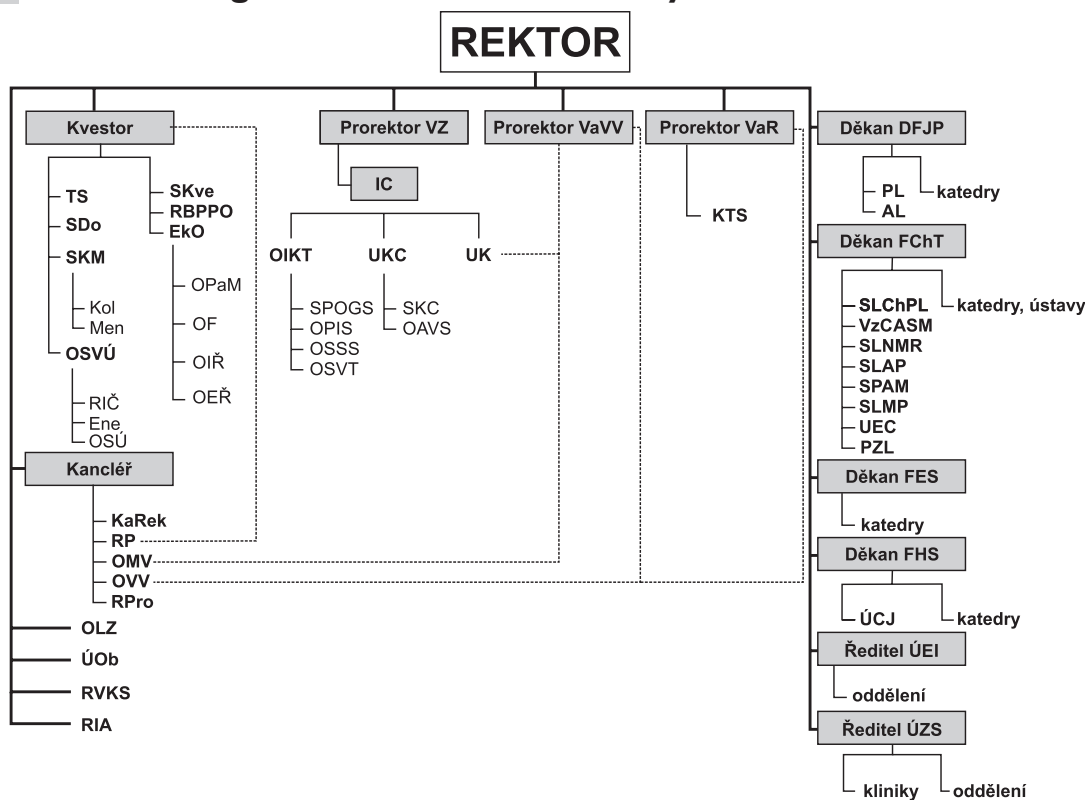 REKTOR
Kvestor
TS
SDo
SKM
Kol
Men
OSVÚ
RIČ
Ene
OSÚ
SKve
RBPPO
EkO
OPaM
OF
OIŘ
OEŘ
Kancléř
KaRek
RP
OMV
OVV
RPro
OLZ
ÚOb
RVKS
RIA
Prorektor VZ
IC
OIKT
SPOGS
OPIS
OSSS
OSVT
UKC
SKC
OAVS
UK
Prorektor VaVV
Prorektor VaR
KTS
Děkan DFJP
PL
AL
katedry
Děkan FChT
SLChPL
VzCASM
SLNMR
SLAP
SPAM
SLMP
UEC
PZL
katedry, ústavy
Děkan FES
katedry
Děkan FHS
ÚCJ
katedry
Ředitel ÚEI
oddělení
Ředitel ÚZS
kliniky
oddělení